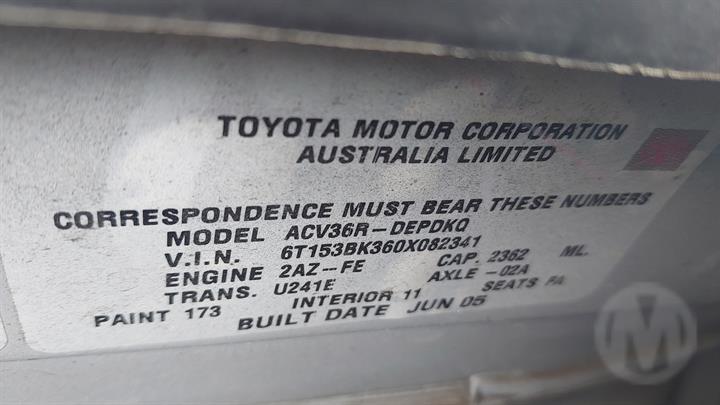 TOYOTA MOTOR CORPORATION
AUSTRALIA LIMITED
CORRESPONDENCE MUST BEAR THESE NUMBERS
MODEL ACV36R-DEPDKQ
V.I.N. 6T153BK360X082341
ENGINE 2AZ--FE CAP. 2362 ML.
TRANS. U241E AXLE -02A
PAINT 173 INTERIOR 11 SEATS FA
BUILT DATE JUN 05
M